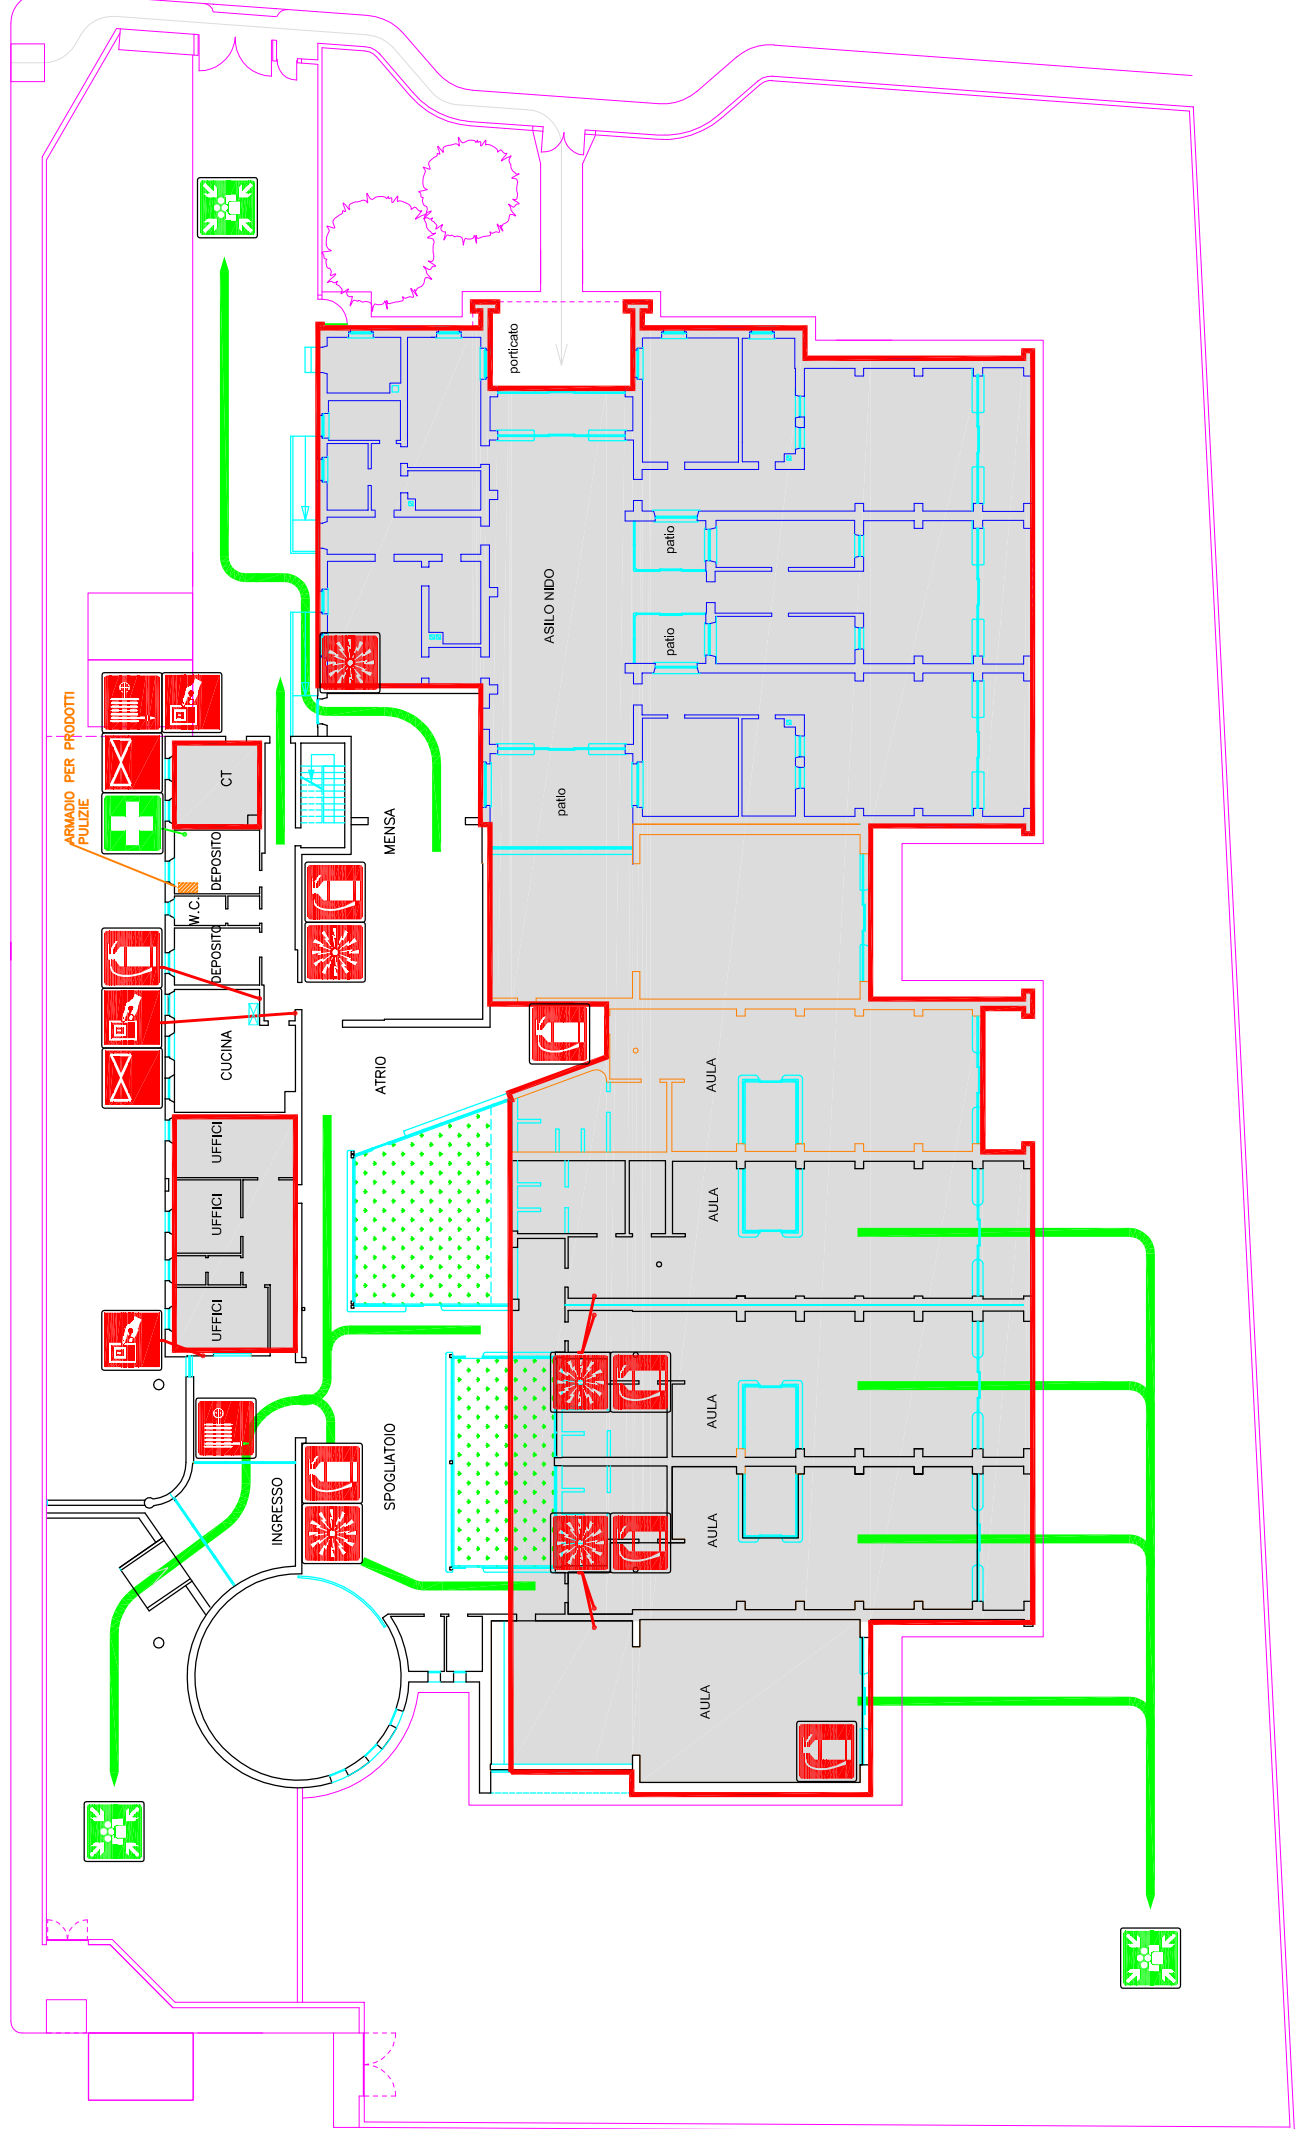 porticato
patio
ASILO NIDO
patio
ARMADIO PER PRODOTTI
PULIZIE
CT
patio
MENSA
DEPOSITO
W.C.
DEPOSITO
CUCINA
ATRIO
AULA
UFFICI
UFFICI
AULA
UFFICI
AULA
SPOGLIATOIO
INGRESSO
AULA
AULA